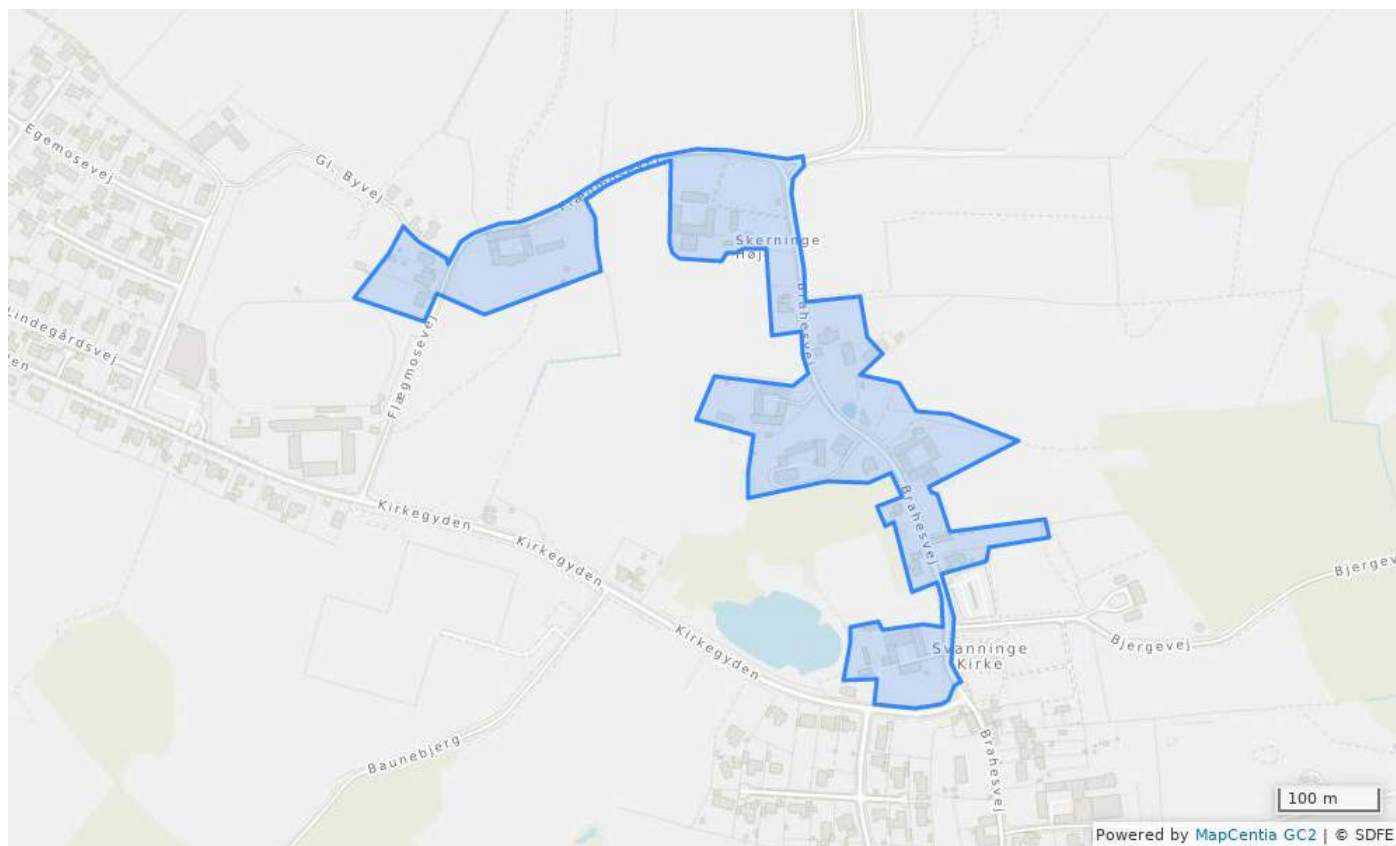 Egemosevej
Gl. Byvej
Flægmosevej
Skerninge
Høj
Brahesvej
Lindegårdsvej
Flægmosevej
Kirkegyden
Kirkegyden
Brahesvej
Kirkegyden
Svanninge
Kirke
Bjergevej
Baunebjerg
Brahesvej
100 m
Powered by MapCentia GC2 | © SDFE